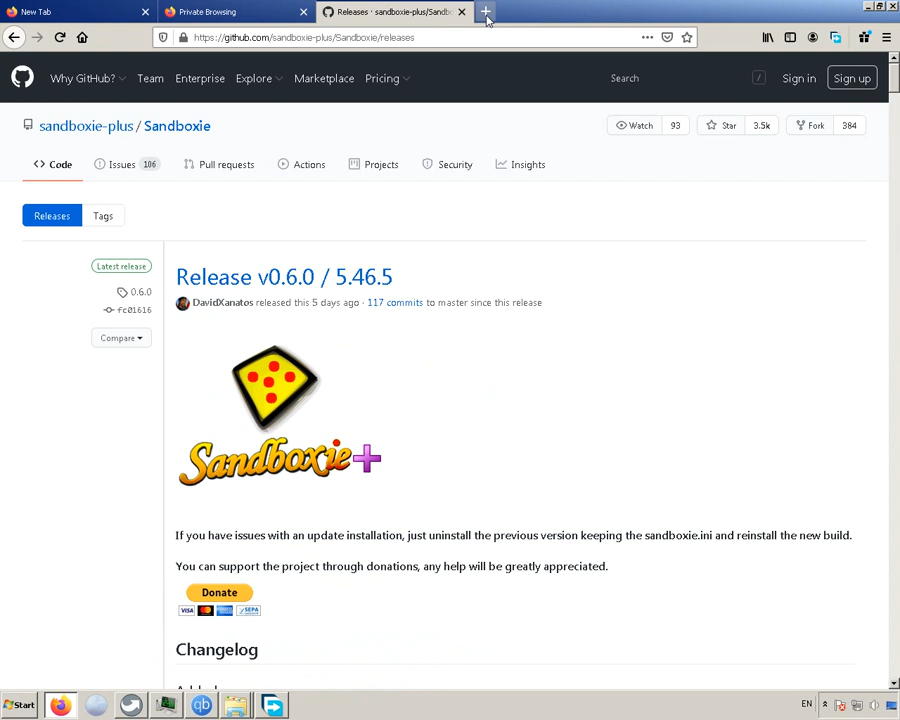 New Tab
Private Browsing
Releases · sandboxie-plus/Sandb
https://github.com/sandboxie-plus/Sandboxie/releases
Why GitHub? Team Enterprise Explore Marketplace Pricing
Search /
Sign in
Sign up
sandboxie-plus / Sandboxie
Watch 93
Star 3.5k
Fork 384
Code
Issues 106
Pull requests
Actions
Projects
Security
Insights
Releases
Tags
Latest release
0.6.0
fc01616
Compare
Release v0.6.0 / 5.46.5
DavidXanatos released this 5 days ago · 117 commits to master since this release
Sandboxie+
If you have issues with an update installation, just uninstall the previous version keeping the sandboxie.ini and reinstall the new build.
You can support the project through donations, any help will be greatly appreciated.
Donate
VISA SEPA
Changelog
Start
qb
EN